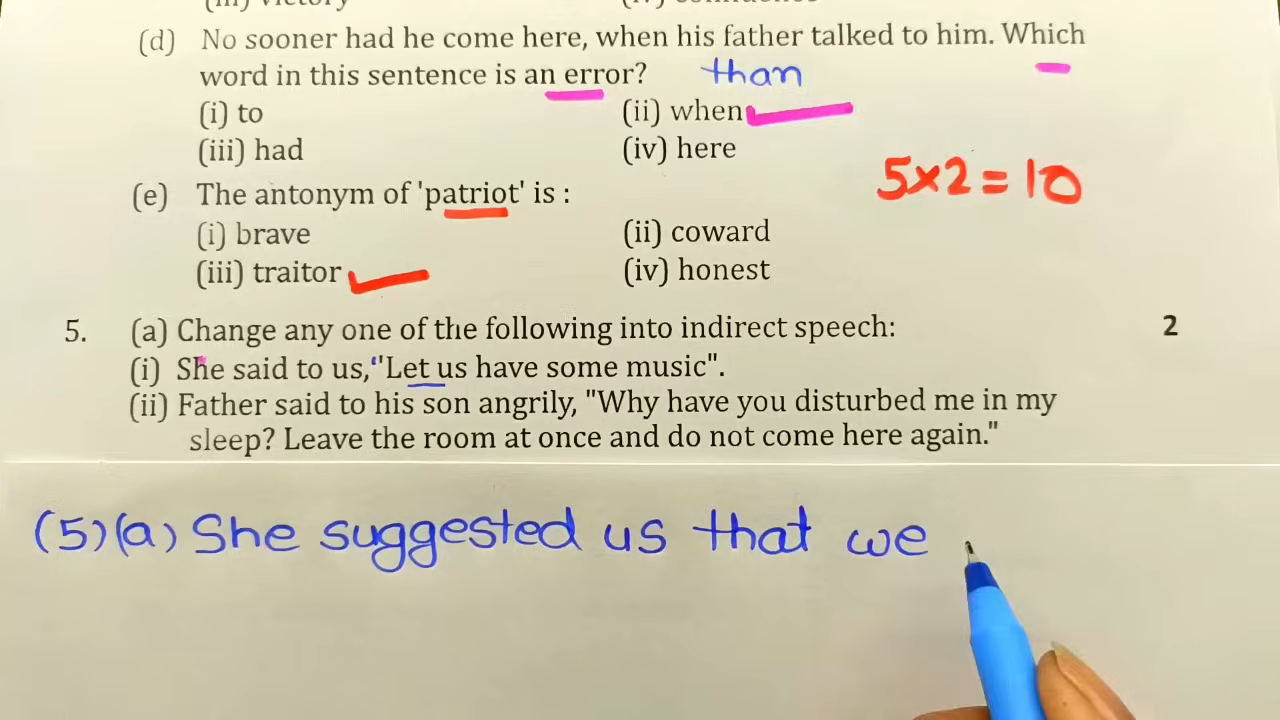 (iii) victory (iv) confidence
(d) No sooner had he come here, when his father talked to him. Which
word in this sentence is an error? than
(i) to (ii) when
(iii) had (iv) here
5×2=10
(e) The antonym of 'patriot' is :
(i) brave (ii) coward
(iii) traitor (iv) honest
5. (a) Change any one of the following into indirect speech: 2
(i) She said to us, "Let us have some music".
(ii) Father said to his son angrily, "Why have you disturbed me in my
sleep? Leave the room at once and do not come here again."
(5)(a) She suggested us that we